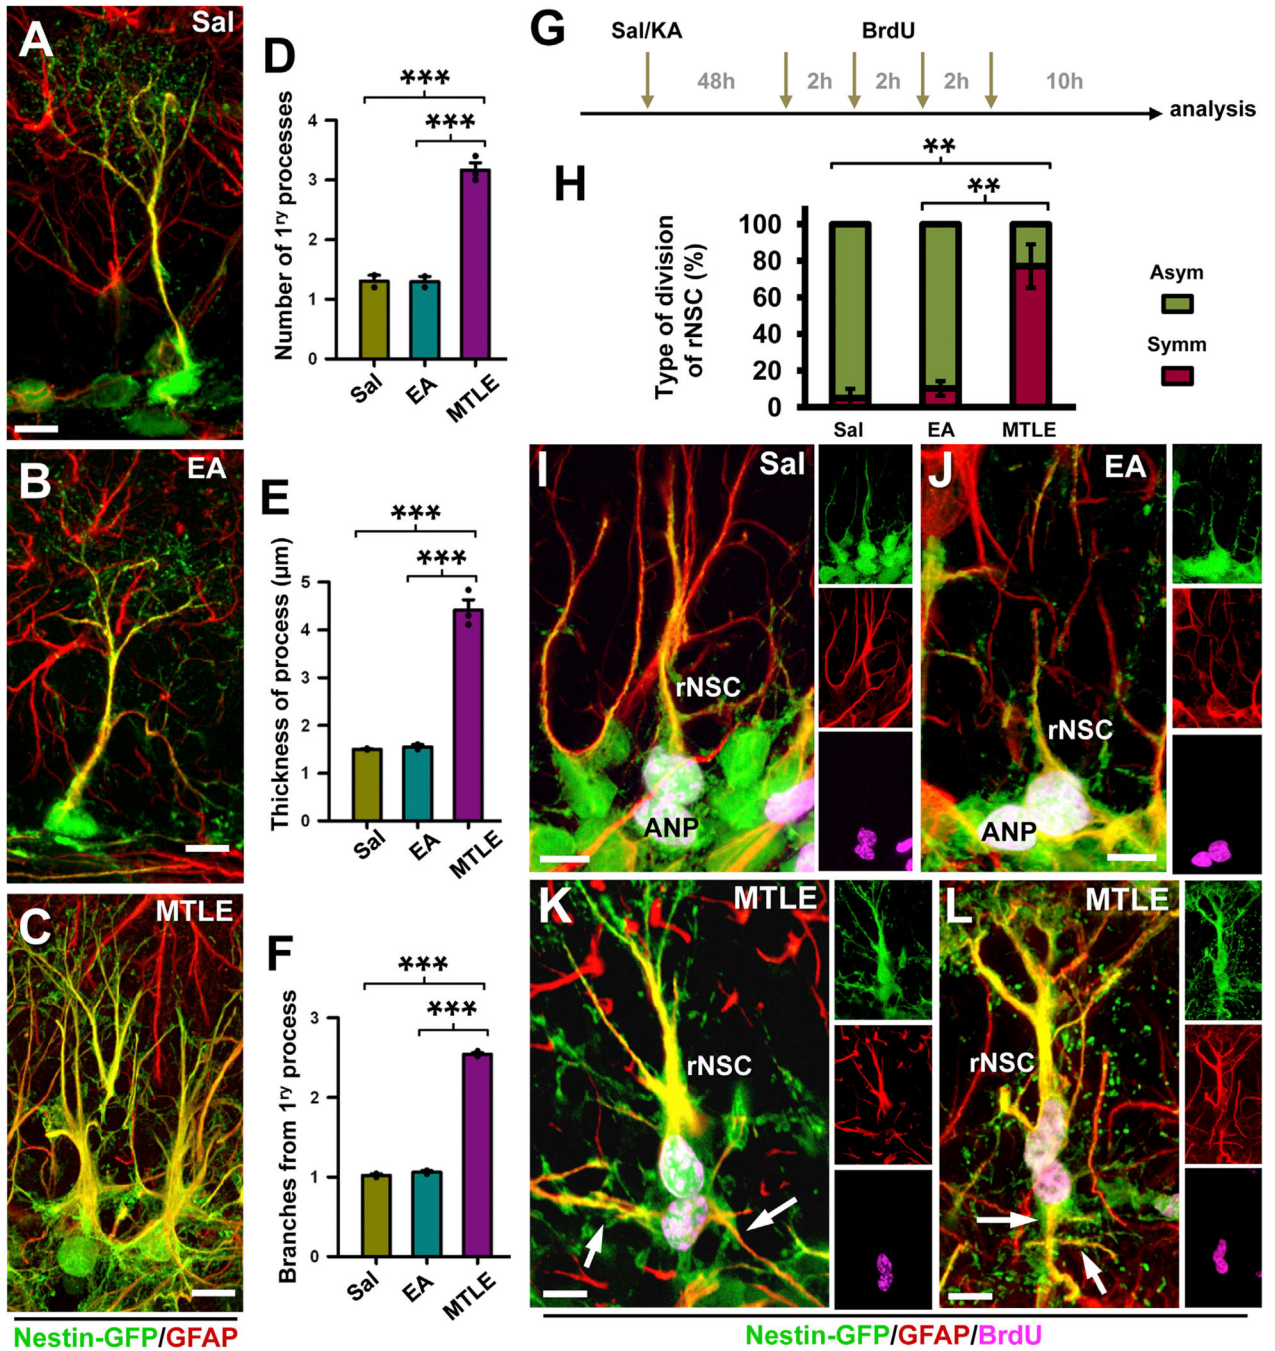 A
Sal
B
EA
C
MTLE
Nestin-GFP/GFAP
D
***
***
Number of 1ry processes
4
3
2
1
0
Sal
EA
MTLE
E
***
***
Thickness of process (μm)
5
4
3
2
1
0
Sal
EA
MTLE
F
***
***
Branches from 1ry process
3
2
1
0
Sal
EA
MTLE
G
Sal/KA
BrdU
48h
2h
2h
2h
10h
analysis
H
**
**
Type of division
of rNSC (%)
100
80
60
40
20
0
Sal
EA
MTLE
Asym
Symm
I
Sal
rNSC
ANP
J
EA
rNSC
ANP
K
MTLE
rNSC
L
MTLE
rNSC
Nestin-GFP/GFAP/BrdU